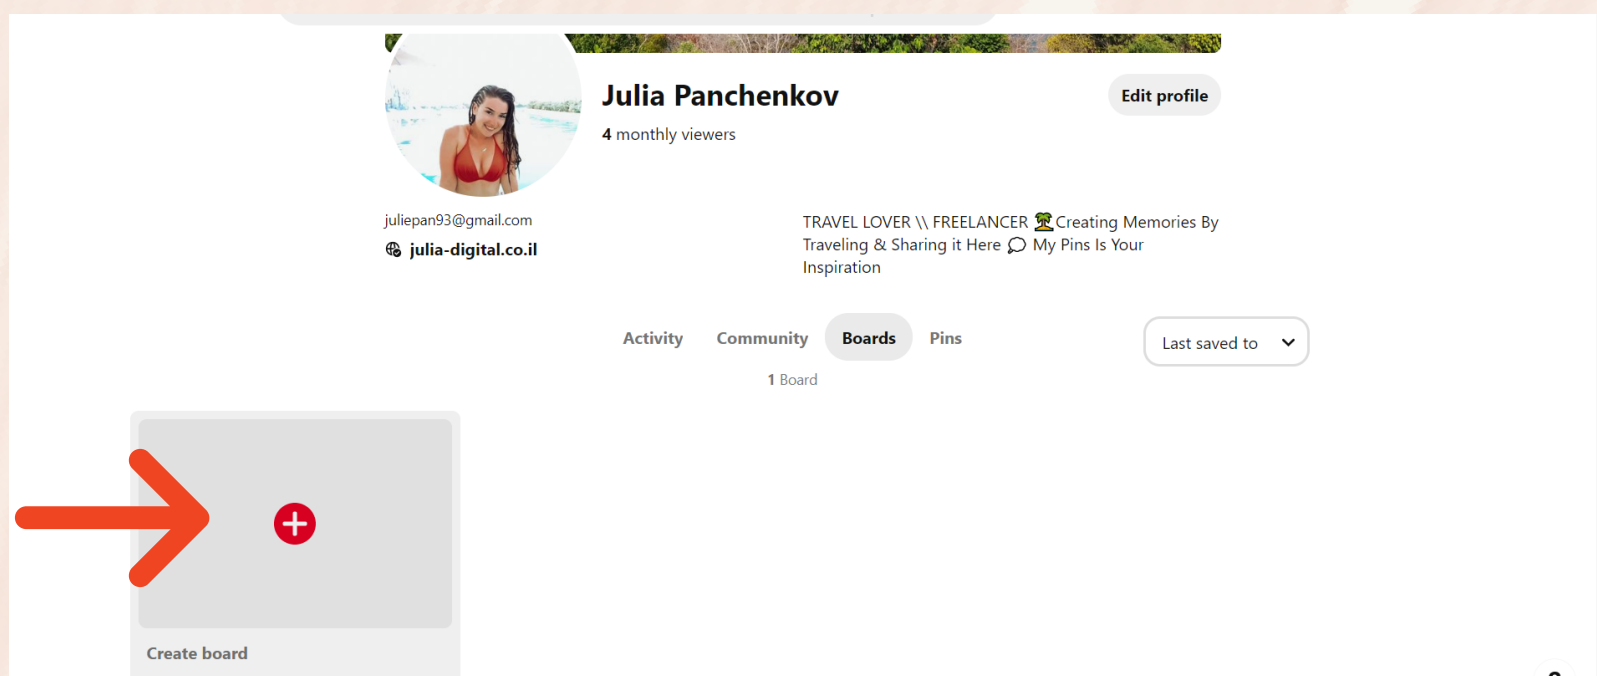 Julia Panchenkov
Edit profile
4 monthly viewers
juliepan93@gmail.com
julia-digital.co.il
TRAVEL LOVER \\ FREELANCER 🌴Creating Memories By
Traveling & Sharing it Here 💭 My Pins Is Your
Inspiration
Activity Community Boards Pins
Last saved to
1 Board
Create board